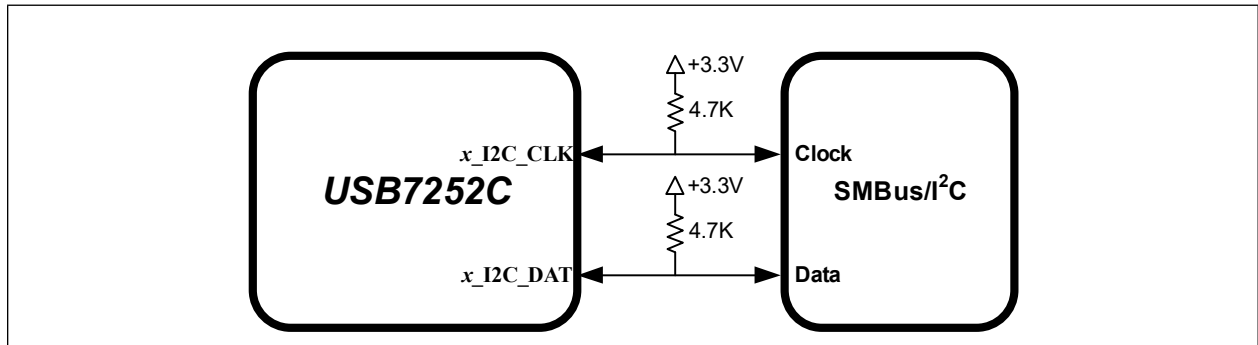 +3.3V
4.7K
x_I2C_CLK
Clock
USB7252C
+3.3V
SMBus/I²C
4.7K
x_I2C_DAT
Data